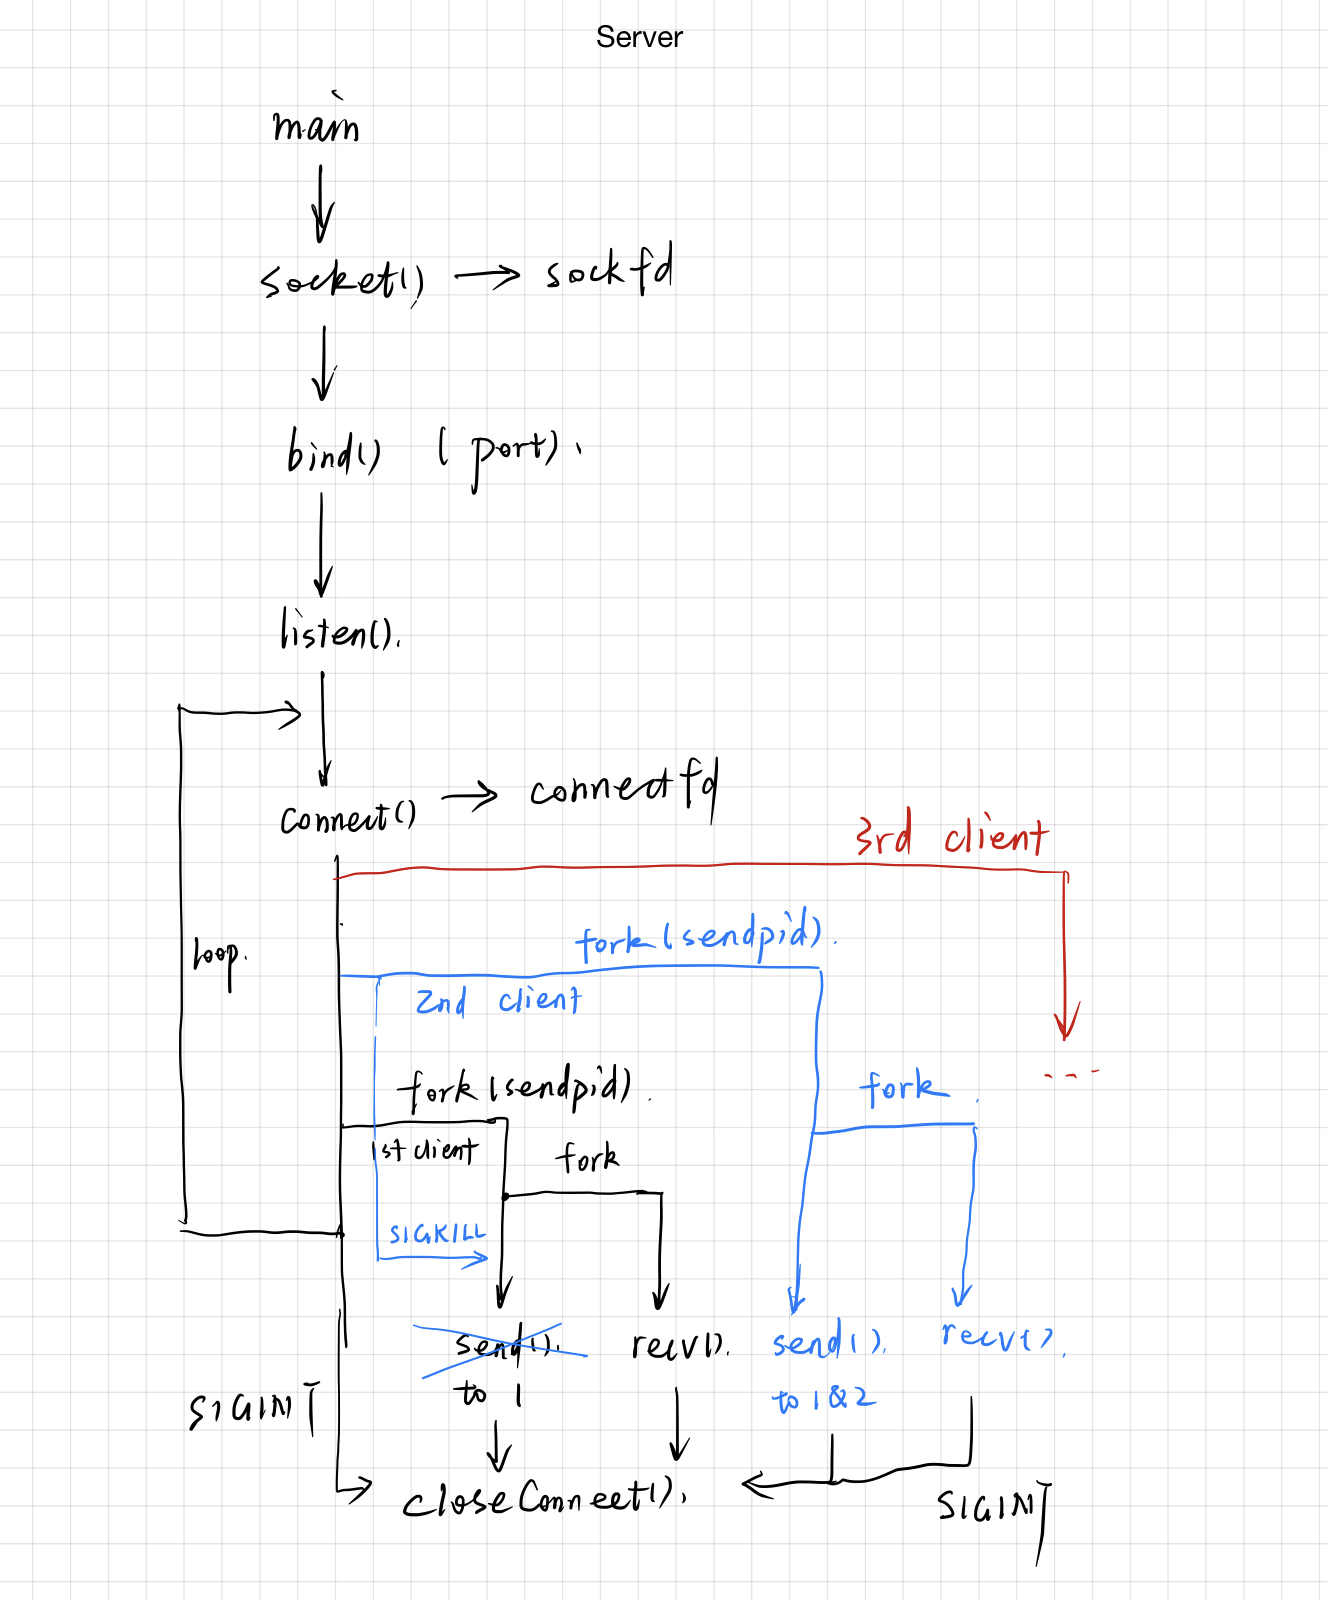 Server
main
socket() → sockfd
bind() (port).
listen().
connect() → connectfd
3rd client
fork(sendpid).
loop.
2nd client
fork(sendpid).
fork.
1st client
fork
SIGKILL
...
send(). recv(). send(). recv().
to 1 to 1&2
SIGINT
closeConnect().
SIGINT